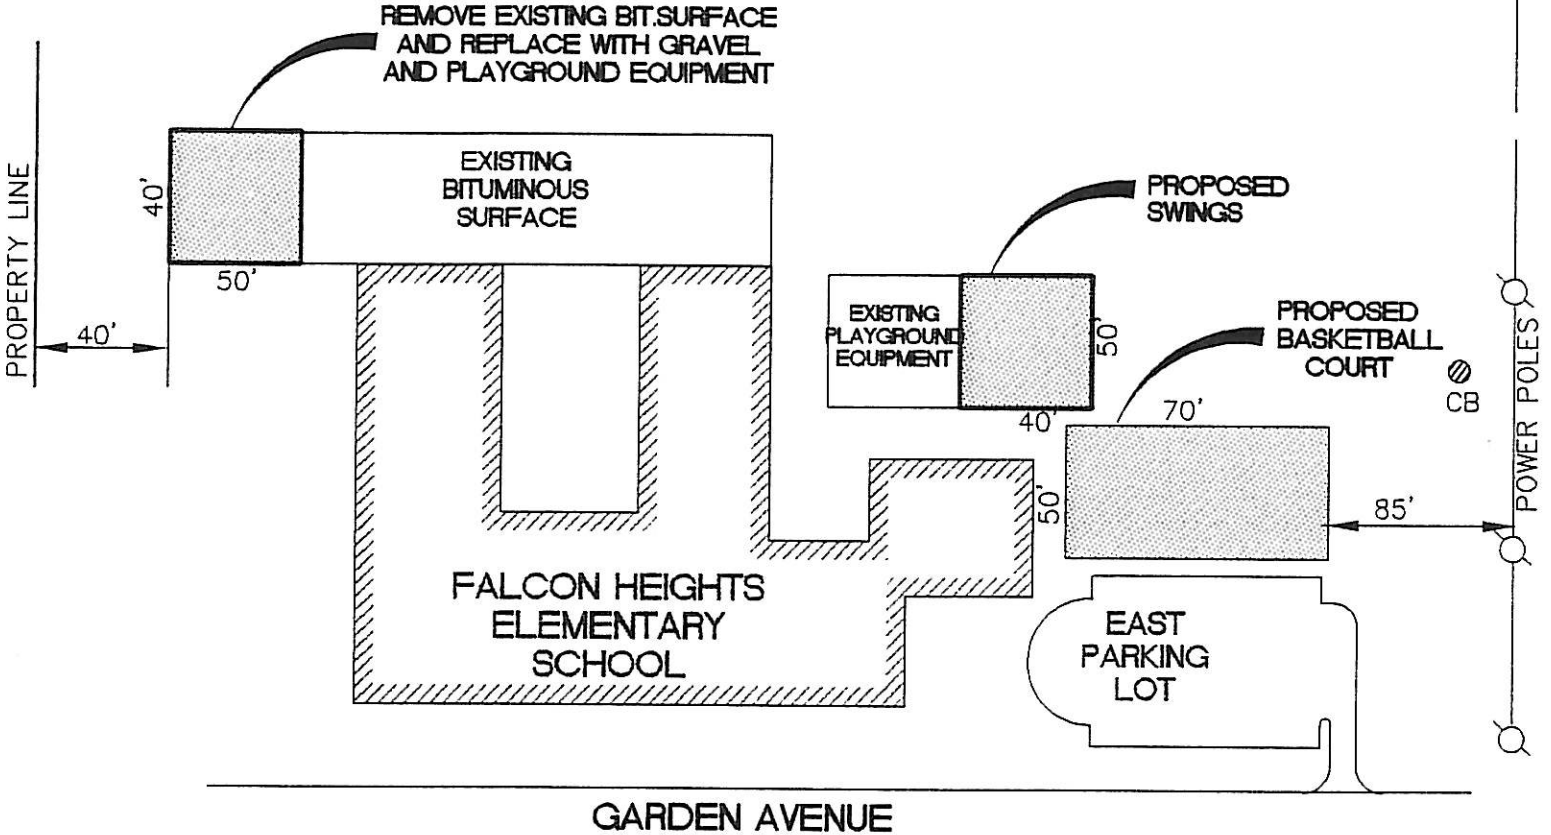 REMOVE EXISTING BIT.SURFACE
AND REPLACE WITH GRAVEL
AND PLAYGROUND EQUIPMENT
PROPERTY LINE
40'
40'
50'
EXISTING
BITUMINOUS
SURFACE
PROPOSED
SWINGS
EXISTING
PLAYGROUND
EQUIPMENT
50'
40'
PROPOSED
BASKETBALL
COURT
CB
POWER POLES
70'
50'
85'
FALCON HEIGHTS
ELEMENTARY
SCHOOL
EAST
PARKING
LOT
GARDEN AVENUE